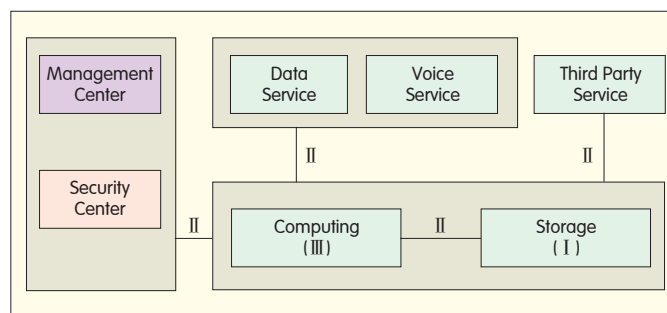 Management
Center
Data
Service
Voice
Service
Third Party
Service
Ⅱ
Ⅱ
Security
Center
Ⅱ
Computing
(Ⅲ)
Ⅱ
Storage
(Ⅰ)